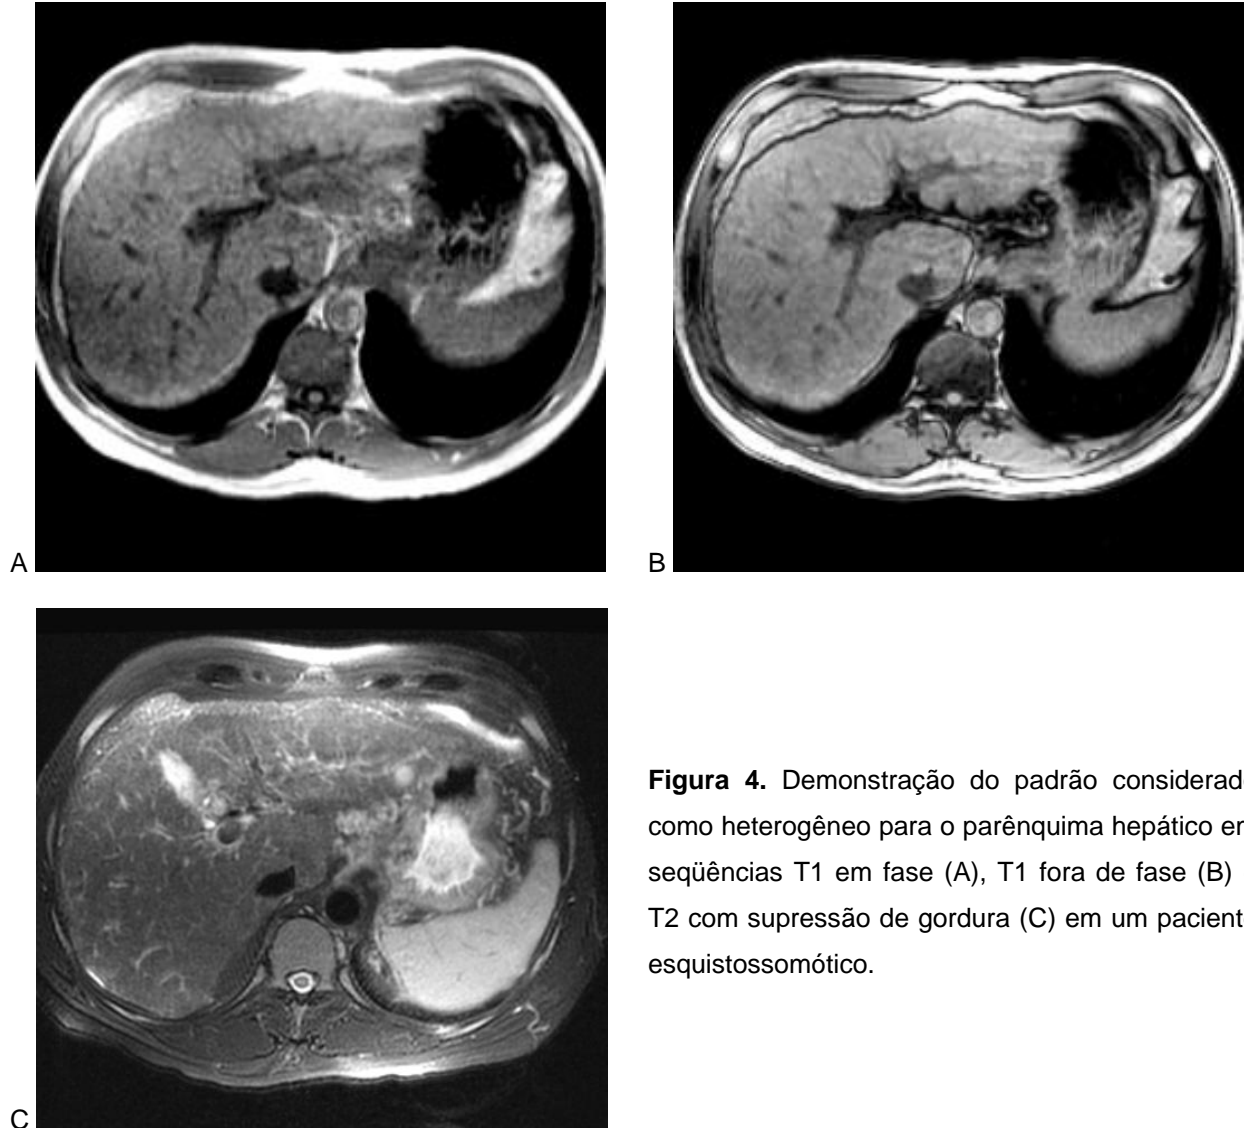 A
B
C
Figura 4. Demonstração do padrão considerad
como heterogêneo para o parênquima hepático e
seqüências T1 em fase (A), T1 fora de fase (B)
T2 com supressão de gordura (C) em um pacient
esquistossomótico.